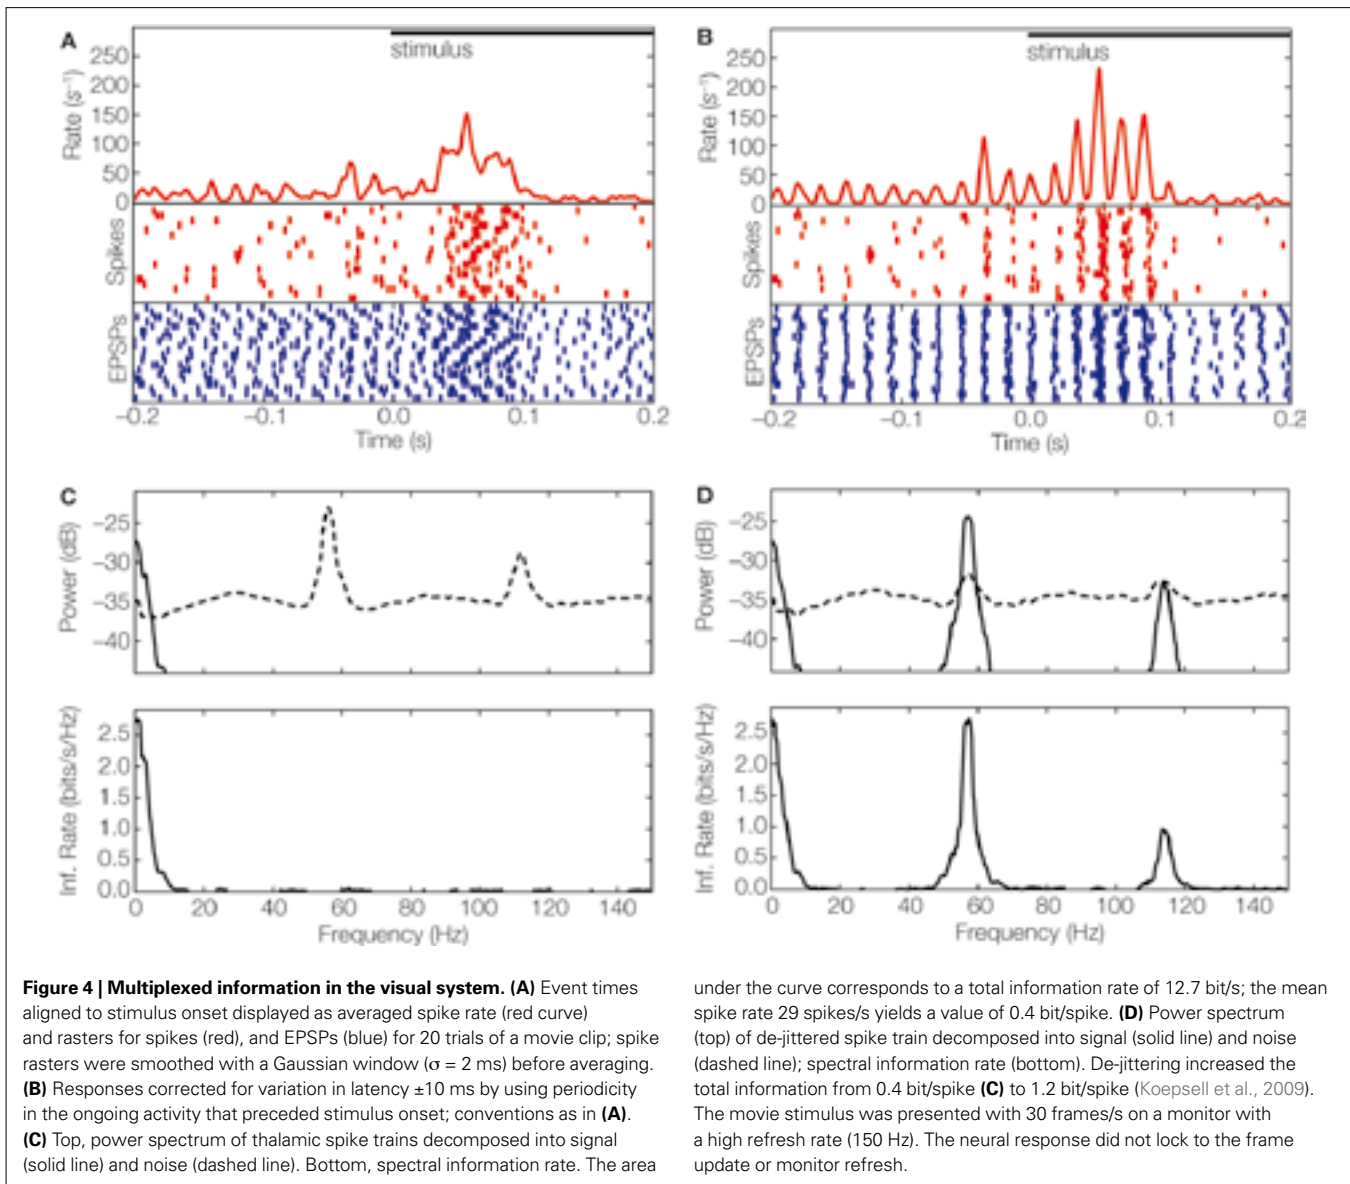 A
stimulus
250
200
150
100
50
0
Rate (s⁻¹)
Spikes
EPSPs
−0.2 −0.1 0.0 0.1 0.2
Time (s)
B
stimulus
250
200
150
100
50
0
Rate (s⁻¹)
Spikes
EPSPs
−0.2 −0.1 0.0 0.1 0.2
Time (s)
C
−25
−30
−35
−40
Power (dB)
2.5
2.0
1.5
1.0
0.5
0.0
Inf. Rate (bits/s/Hz)
0 20 40 60 80 100 120 140
Frequency (Hz)
D
−25
−30
−35
−40
Power (dB)
2.5
2.0
1.5
1.0
0.5
0.0
Inf. Rate (bits/s/Hz)
0 20 40 60 80 100 120 140
Frequency (Hz)
Figure 4 | Multiplexed information in the visual system. (A) Event times
aligned to stimulus onset displayed as averaged spike rate (red curve)
and rasters for spikes (red), and EPSPs (blue) for 20 trials of a movie clip; spike
rasters were smoothed with a Gaussian window (σ = 2 ms) before averaging.
(B) Responses corrected for variation in latency ±10 ms by using periodicity
in the ongoing activity that preceded stimulus onset; conventions as in (A).
(C) Top, power spectrum of thalamic spike trains decomposed into signal
(solid line) and noise (dashed line). Bottom, spectral information rate. The area
under the curve corresponds to a total information rate of 12.7 bit/s; the mean
spike rate 29 spikes/s yields a value of 0.4 bit/spike. (D) Power spectrum
(top) of de-jittered spike train decomposed into signal (solid line) and noise
(dashed line); spectral information rate (bottom). De-jittering increased the
total information from 0.4 bit/spike (C) to 1.2 bit/spike (Koepsell et al., 2009).
The movie stimulus was presented with 30 frames/s on a monitor with
a high refresh rate (150 Hz). The neural response did not lock to the frame
update or monitor refresh.